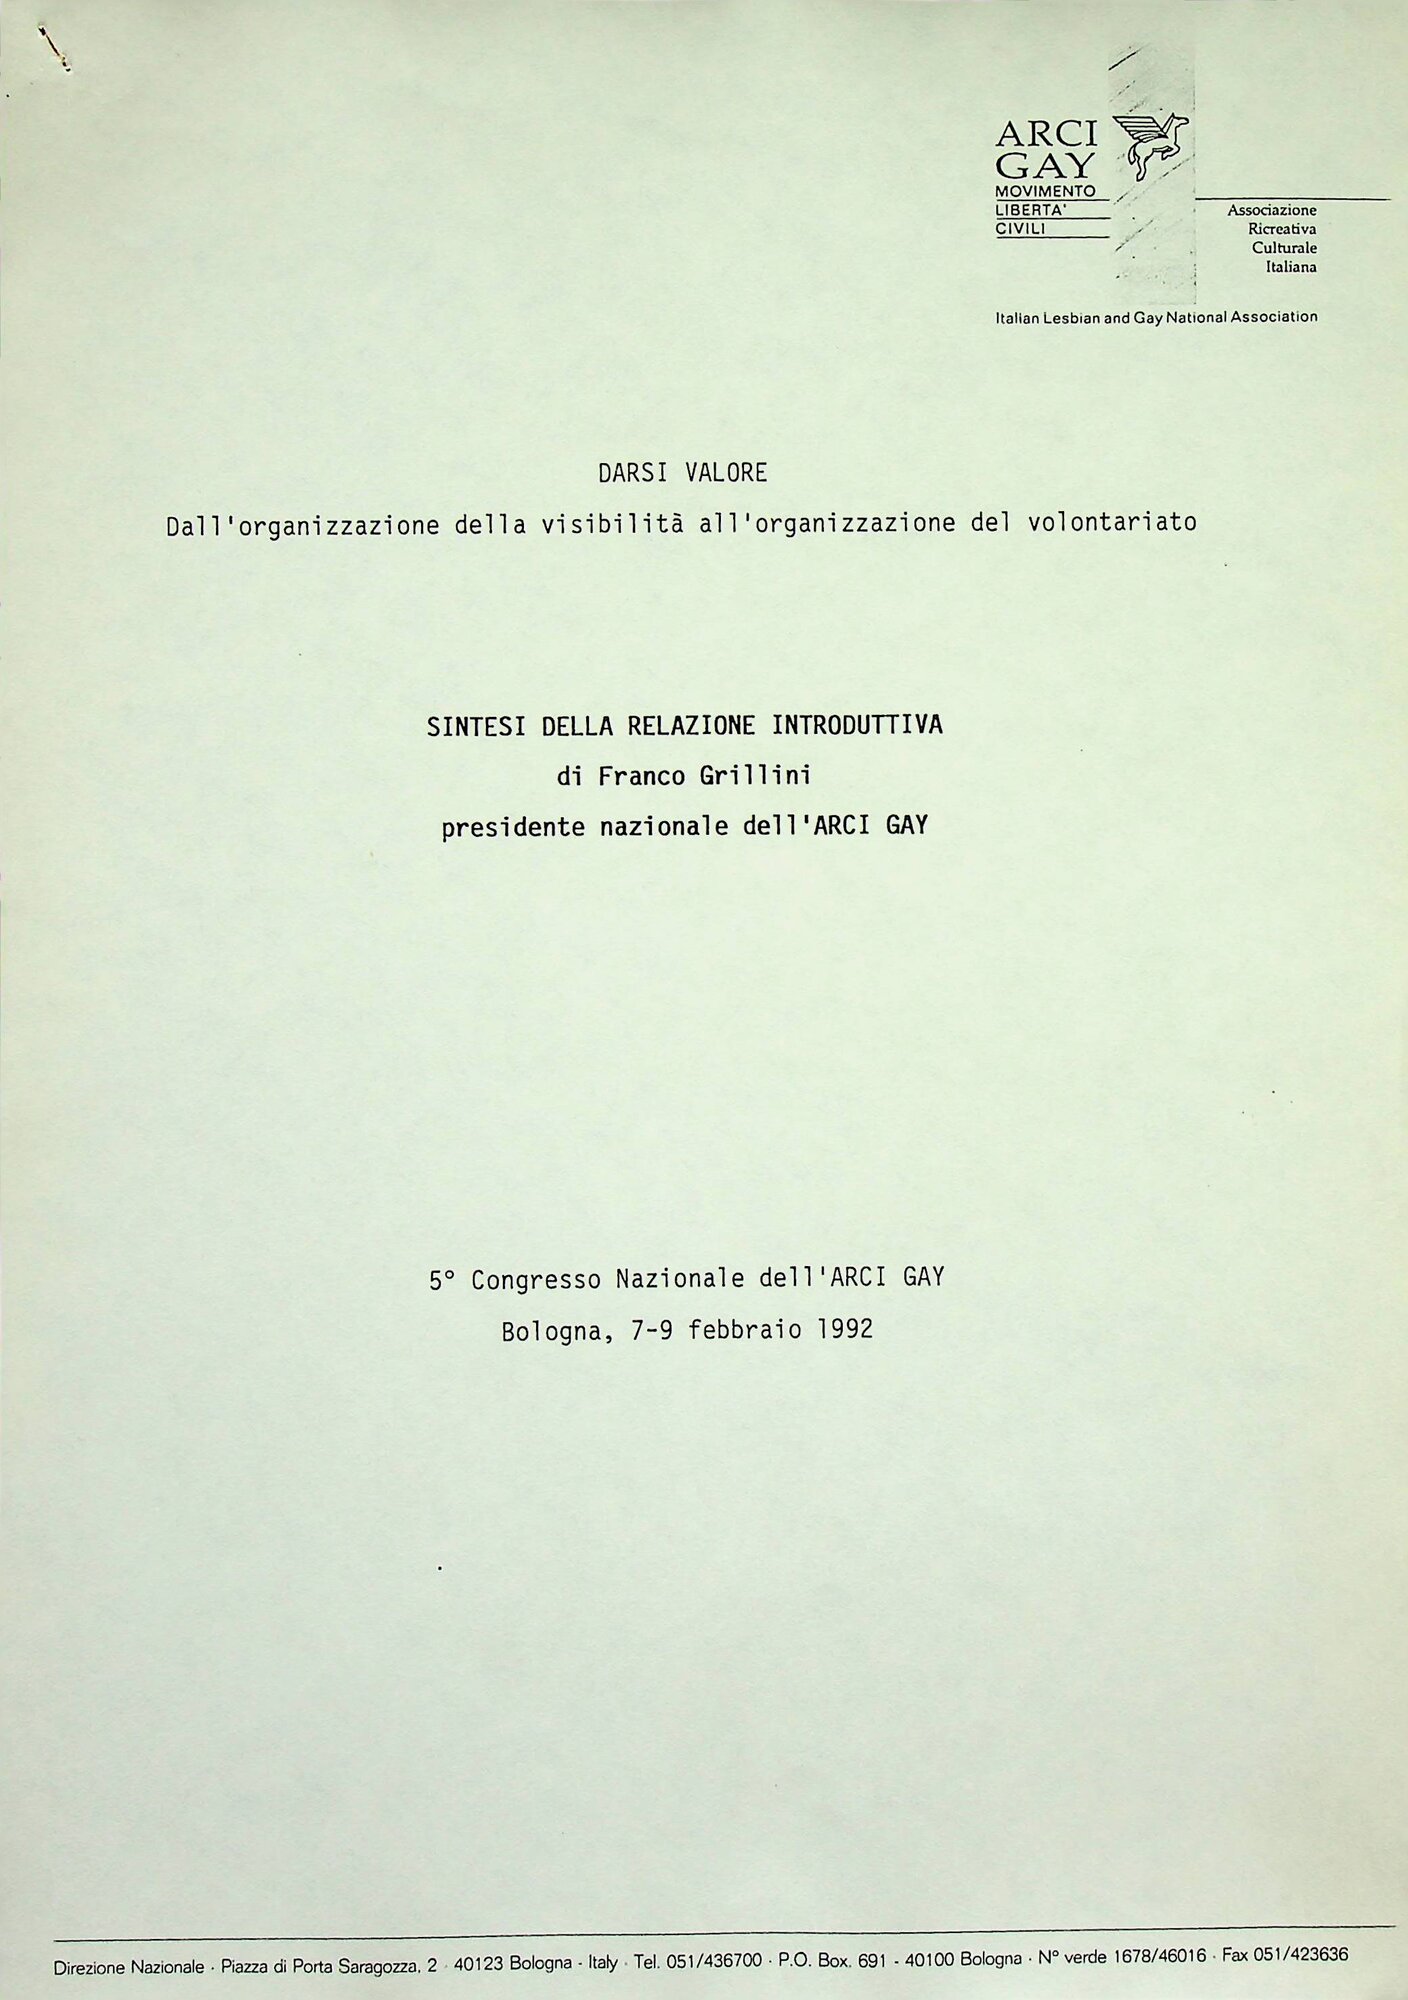 ARCI
GAY
MOVIMENTO
LIBERTA'
CIVILI
Associazione
Ricreativa
Culturale
Italiana
Italian Lesbian and Gay National Association
DARSI VALORE
Dall'organizzazione della visibilità all'organizzazione del volontariato
SINTESI DELLA RELAZIONE INTRODUTTIVA
di Franco Grillini
presidente nazionale dell'ARCI GAY
5° Congresso Nazionale dell'ARCI GAY
Bologna, 7-9 febbraio 1992
Direzione Nazionale · Piazza di Porta Saragozza, 2 · 40123 Bologna - Italy · Tel. 051/436700 · P.O. Box. 691 - 40100 Bologna · N° verde 1678/46016 · Fax 051/423636